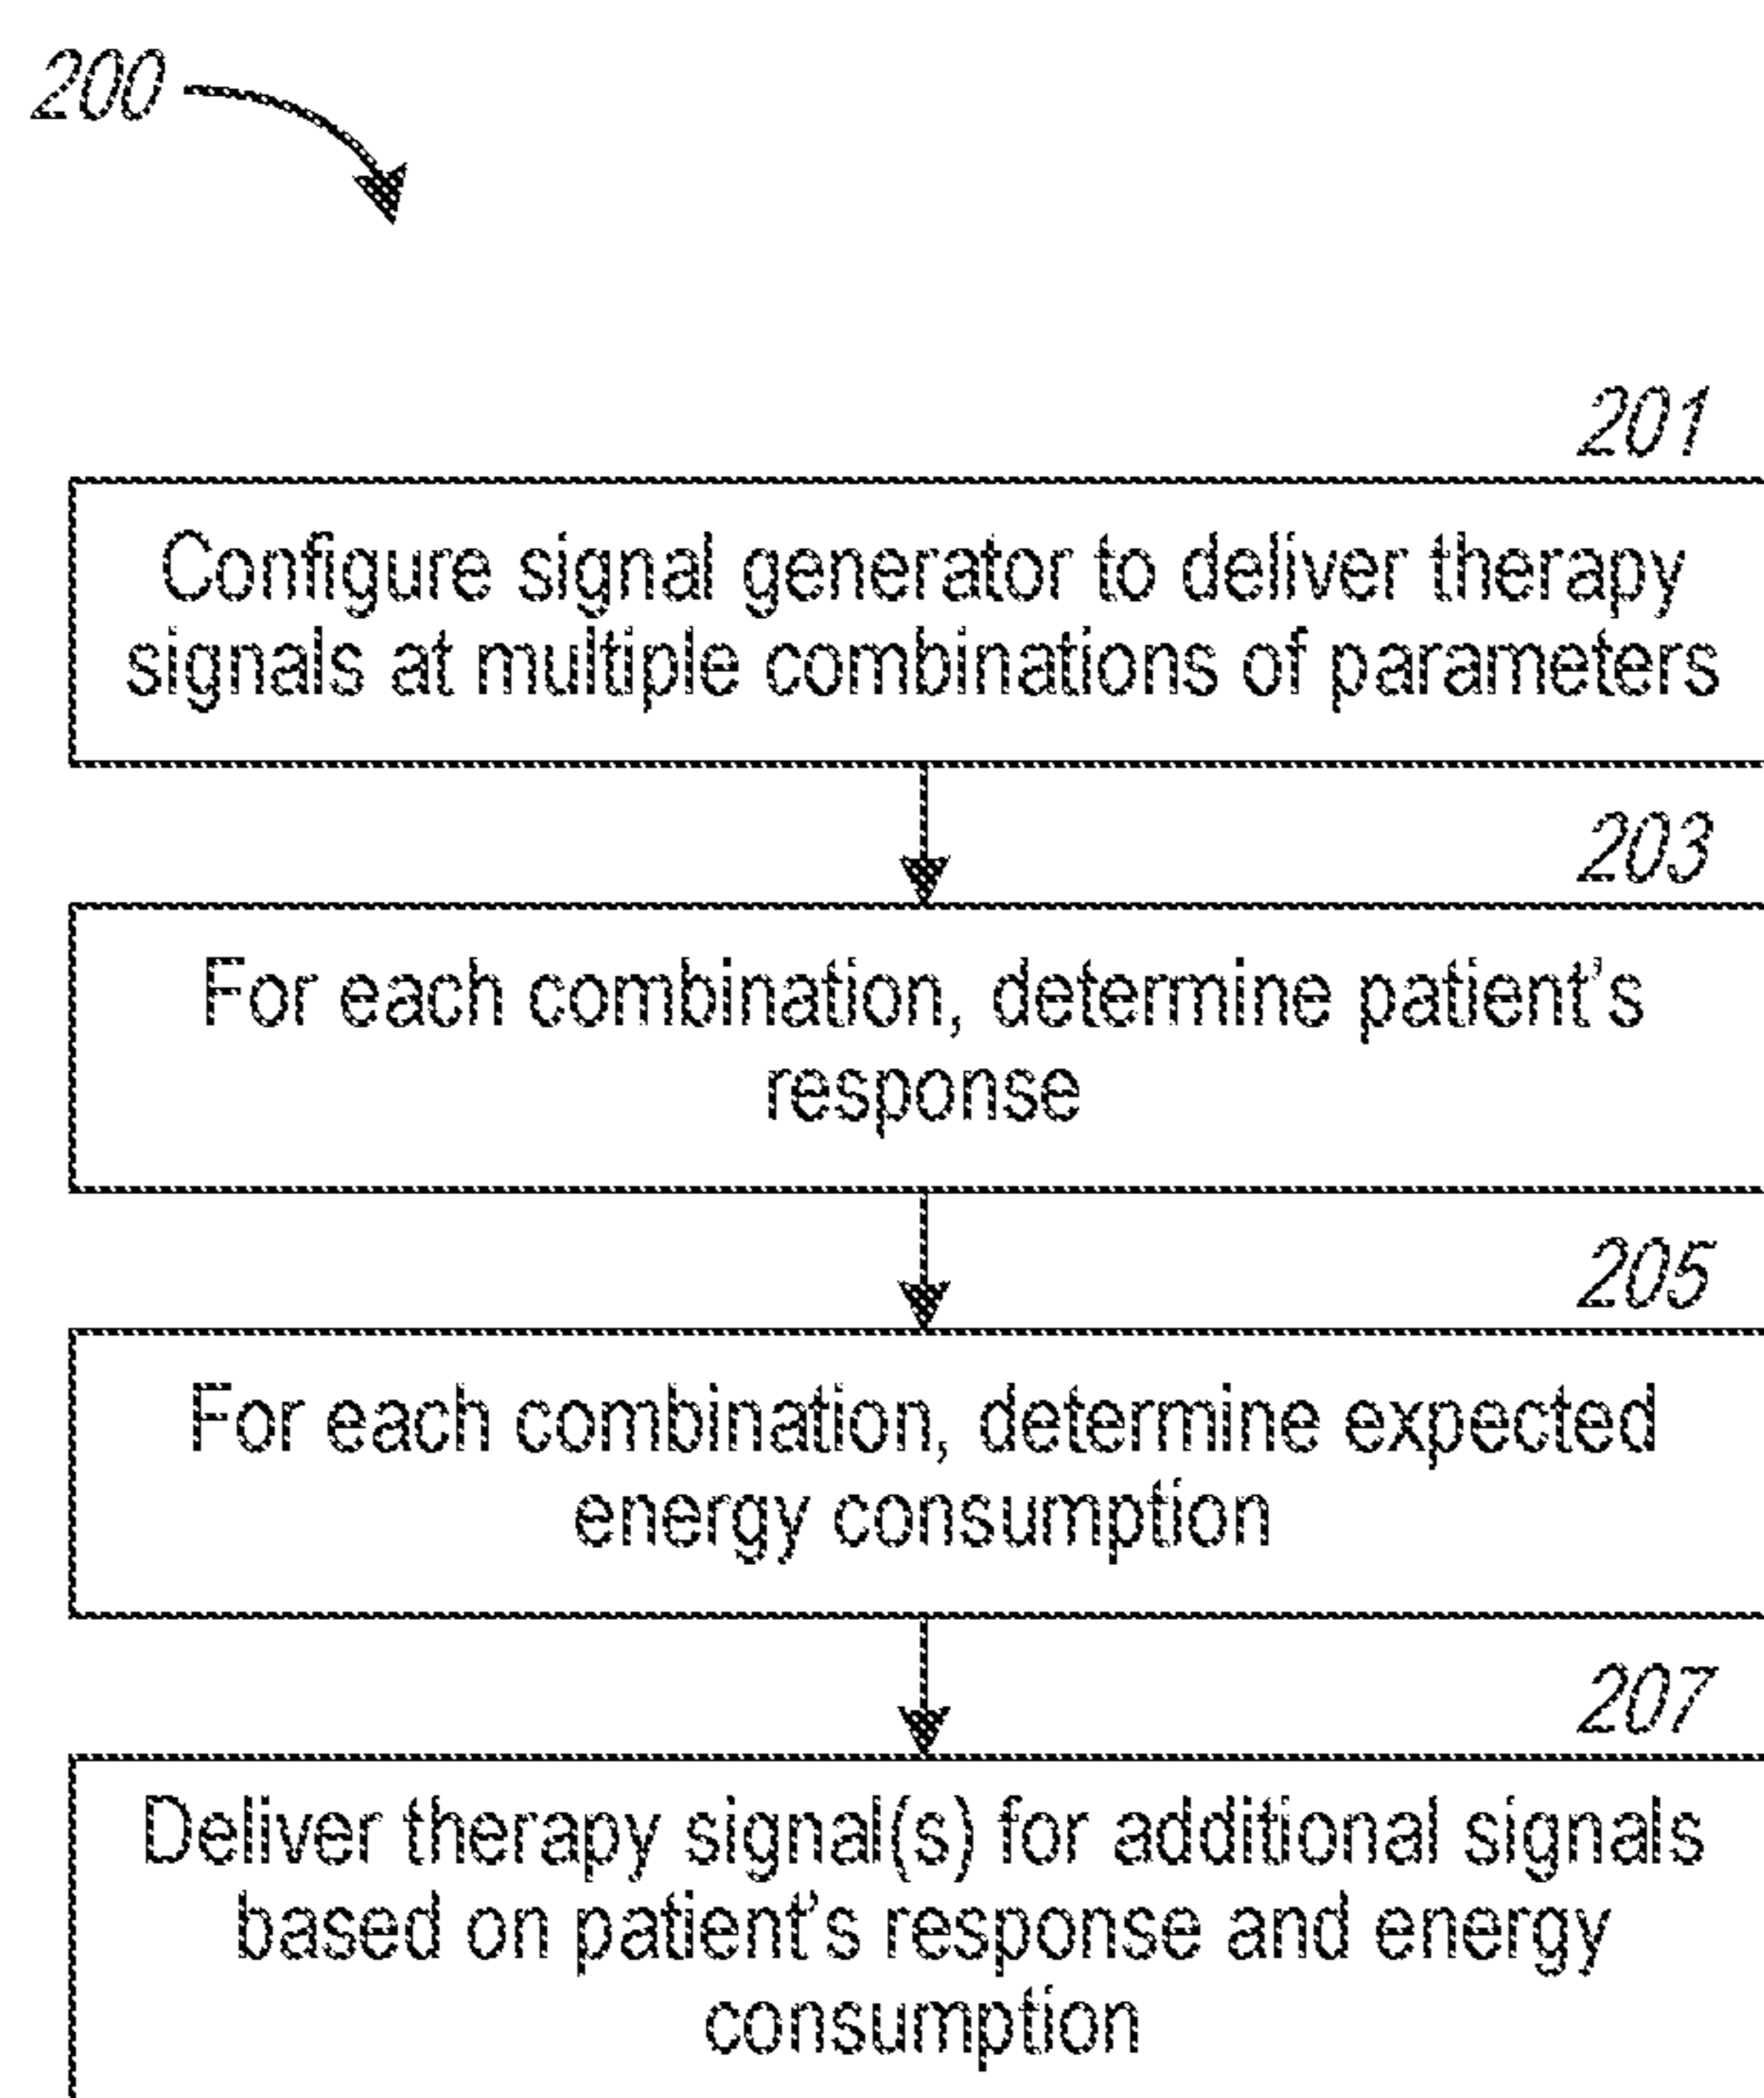 200
201
Configure signal generator to deliver therapy
signals at multiple combinations of parameters
203
For each combination, determine patient's
response
205
For each combination, determine expected
energy consumption
207
Deliver therapy signal(s) for additional signals
based on patient's response and energy
consumption